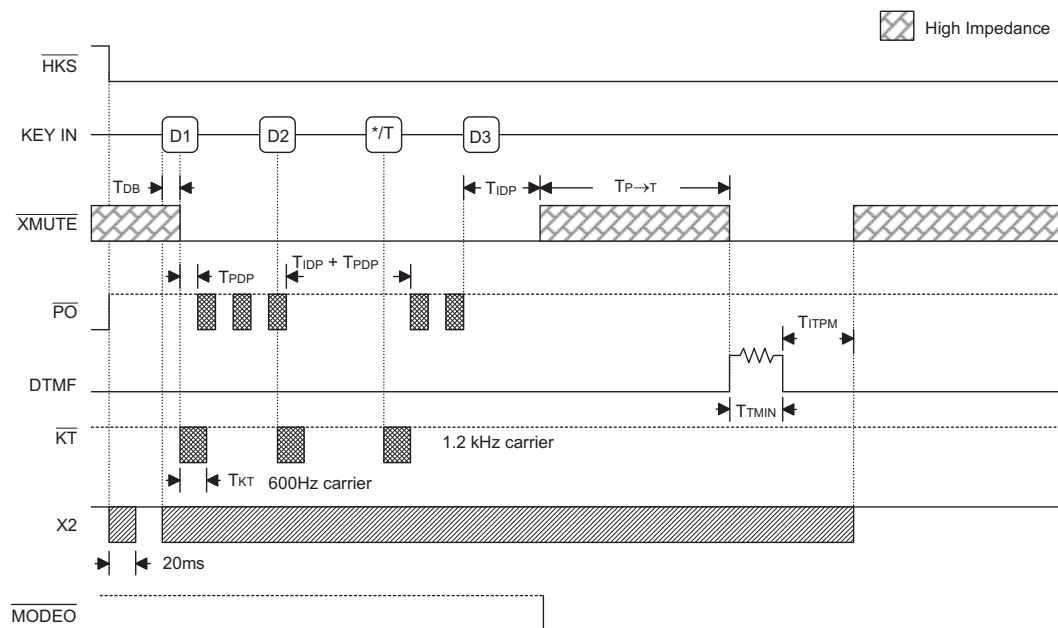 High Impedance
HKS
KEY IN
D1
D2
*/T
D3
TDB
TIDP
TP→T
XMUTE
TPDP
TIDP + TPDP
PO
TITPM
DTMF
TTMIN
KT
1.2 kHz carrier
TKT
600Hz carrier
X2
20ms
MODEO